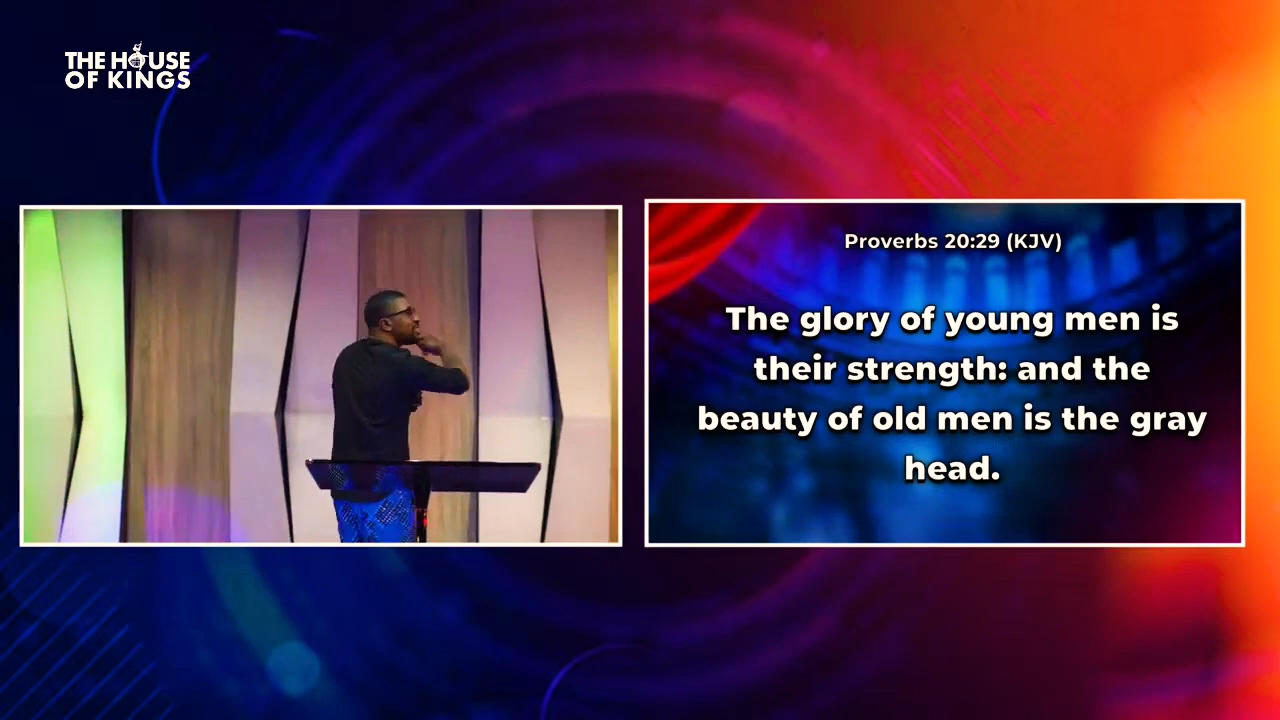 THE HOUSE
OF KINGS
Proverbs 20:29 (KJV)
The glory of young men is
their strength: and the
beauty of old men is the gray
head.